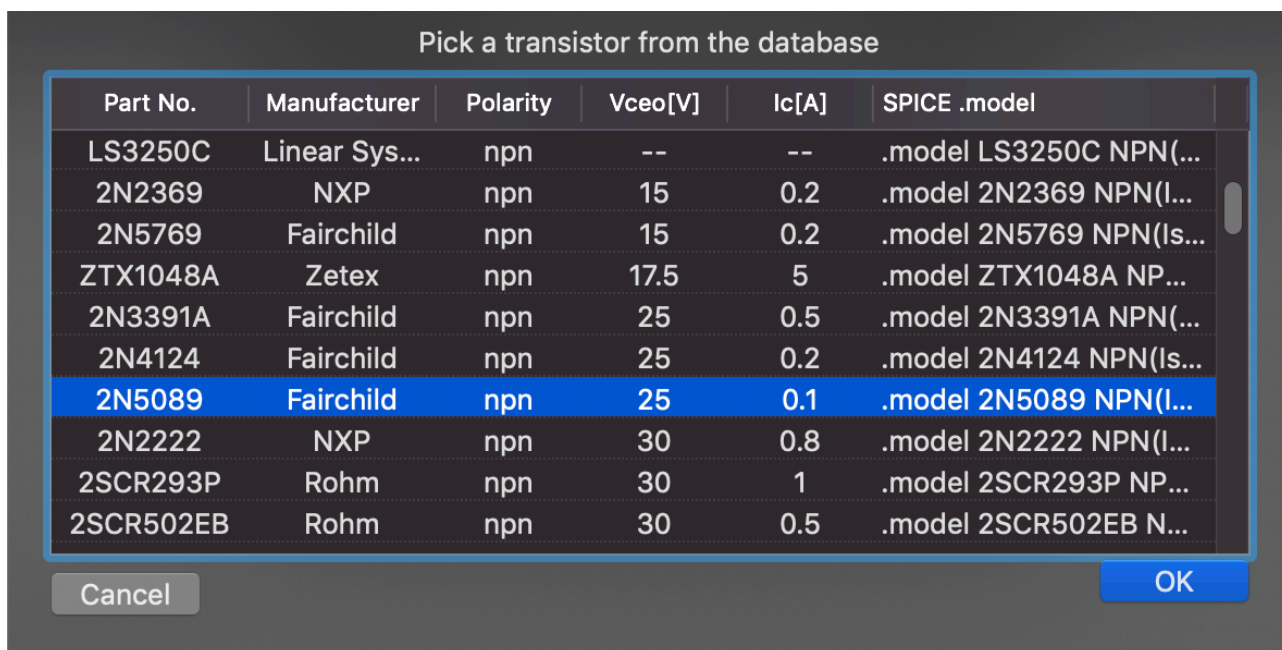 Pick a transistor from the database
Part No. Manufacturer Polarity Vceo[V] Ic[A] SPICE .model
LS3250C Linear Sys... npn -- -- .model LS3250C NPN(...
2N2369 NXP npn 15 0.2 .model 2N2369 NPN(I...
2N5769 Fairchild npn 15 0.2 .model 2N5769 NPN(Is...
ZTX1048A Zetex npn 17.5 5 .model ZTX1048A NP...
2N3391A Fairchild npn 25 0.5 .model 2N3391A NPN(...
2N4124 Fairchild npn 25 0.2 .model 2N4124 NPN(Is...
2N5089 Fairchild npn 25 0.1 .model 2N5089 NPN(I...
2N2222 NXP npn 30 0.8 .model 2N2222 NPN(I...
2SCR293P Rohm npn 30 1 .model 2SCR293P NP...
2SCR502EB Rohm npn 30 0.5 .model 2SCR502EB N...
Cancel OK